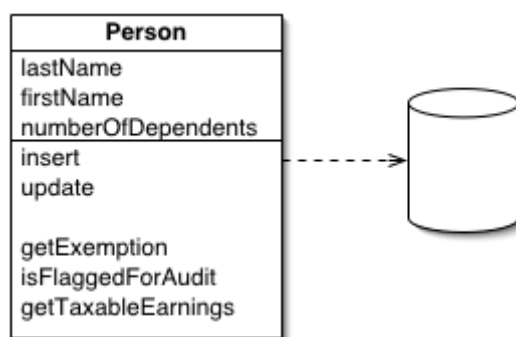 Person
lastName
firstName
numberOfDependents
insert
update
getExemption
isFlaggedForAudit
getTaxableEarnings